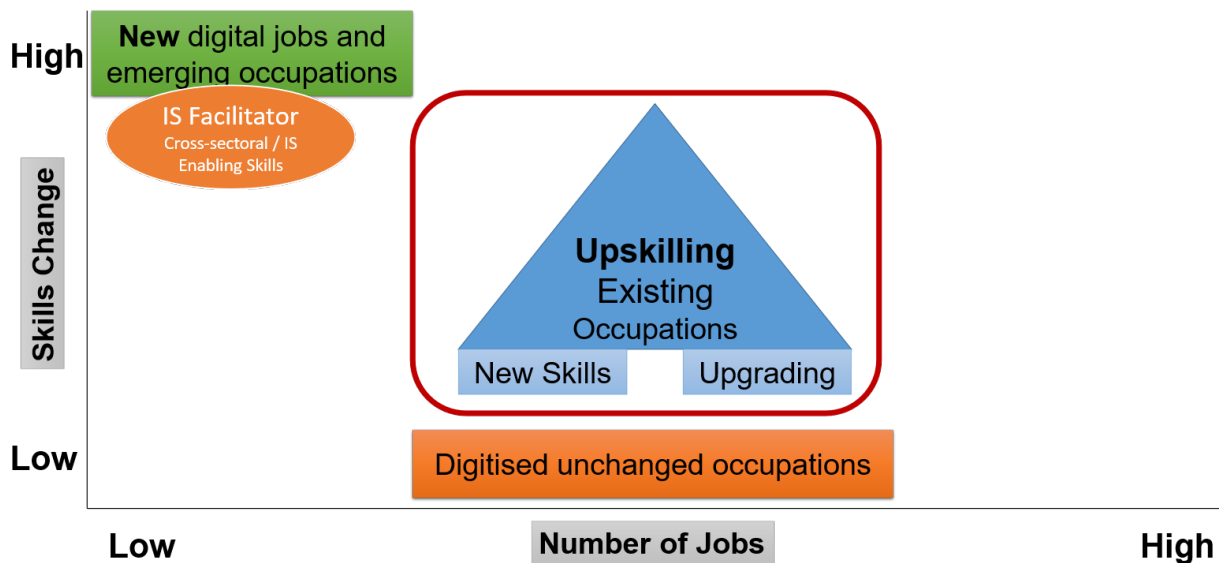 High
New digital jobs and
emerging occupations
IS Facilitator
Cross-sectoral / IS
Enabling Skills
Skills Change
Upskilling
Existing
Occupations
New Skills
Upgrading
Low
Digitised unchanged occupations
Low
Number of Jobs
High